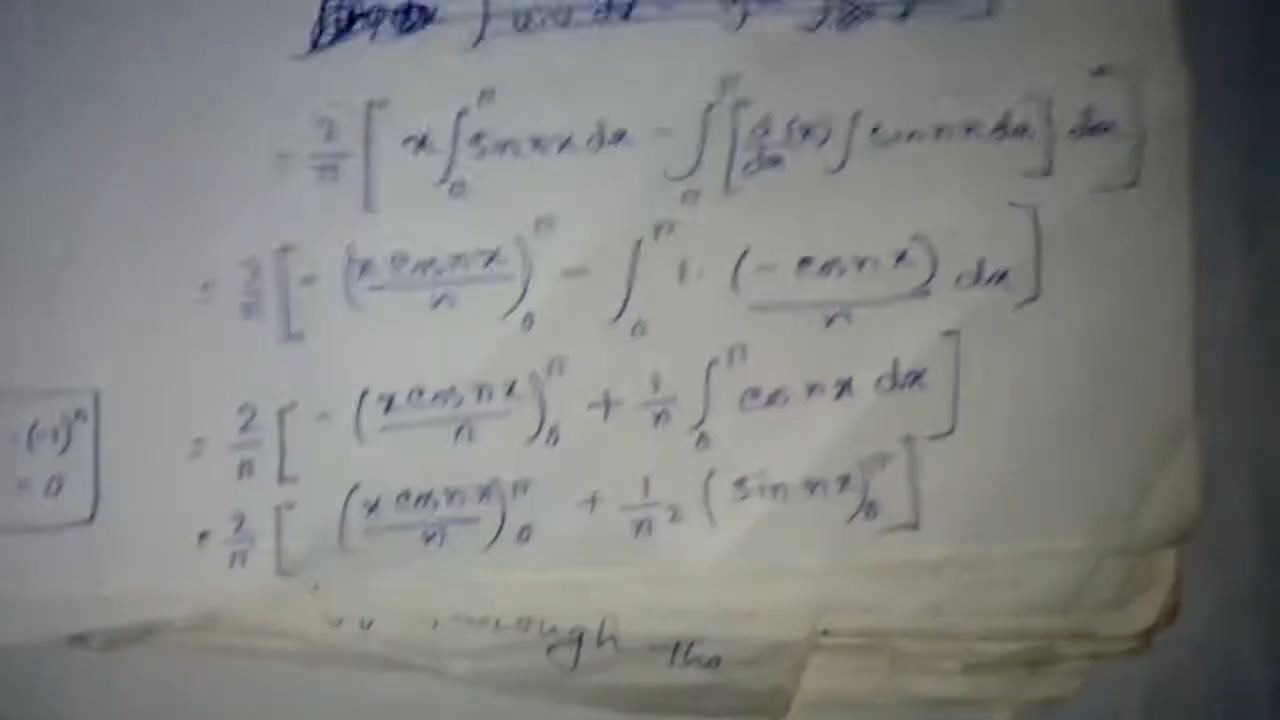 = 2/π [ x ∫₀^π sin nx dx - ∫₀^π [ d/dx (x) ∫ sin nx dx ] dx ]
= 2/π [ - (x cos nx / n)₀^π - ∫₀^π 1. (- cos nx) / n dx ]
= 2/π [ - (x cos nx / n)₀^π + 1/n ∫₀^π cos nx dx ]
(-1)ⁿ
= 0
= 2/π [ (x cos nx / n)₀^π + 1/n² (sin nx)₀^π ]